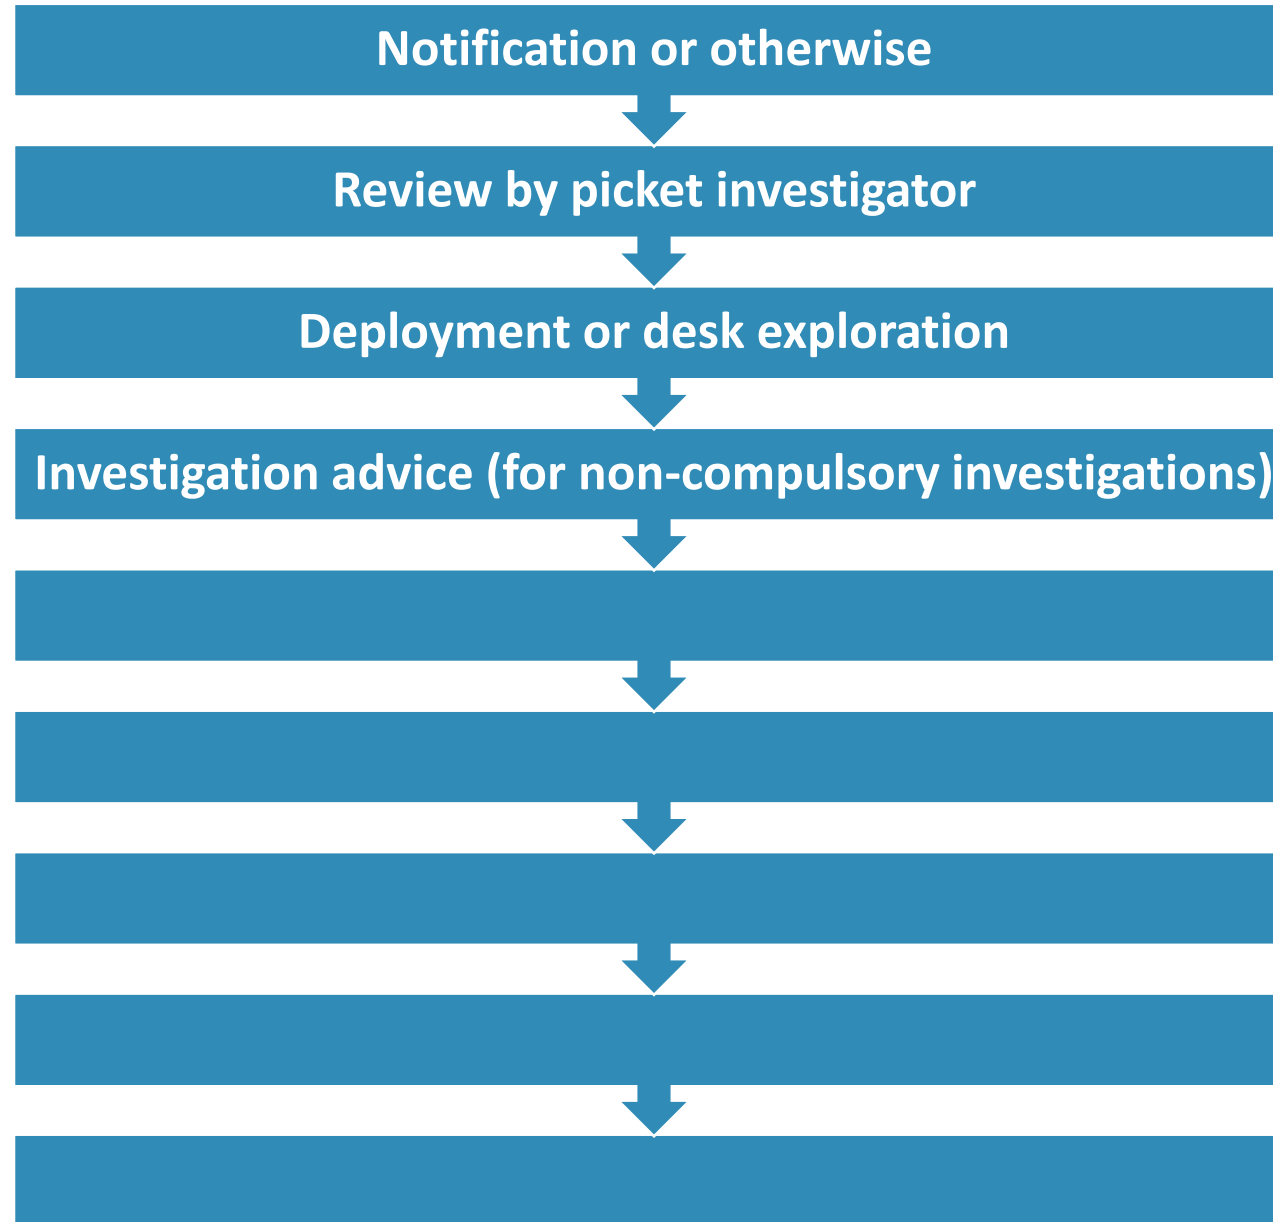 Notification or otherwise
Review by picket investigator
Deployment or desk exploration
Investigation advice (for non-compulsory investigations)